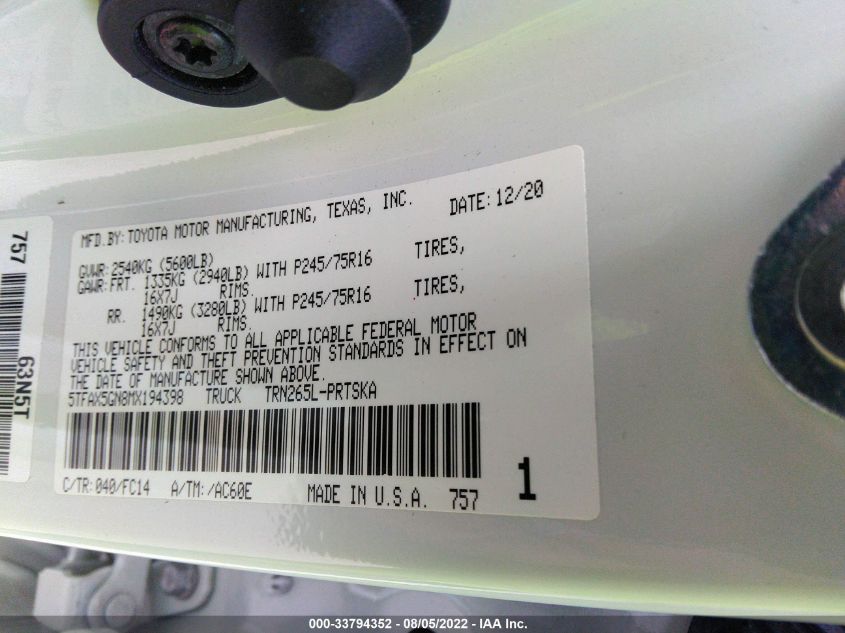 MFD.BY:TOYOTA MOTOR MANUFACTURING, TEXAS, INC. DATE:12/20
GVWR:2540KG (5600LB)
GAWR:FRT. 1335KG (2940LB) WITH P245/75R16 TIRES,
16X7J RIMS.
RR. 1490KG (3280LB) WITH P245/75R16 TIRES,
16X7J RIMS.
THIS VEHICLE CONFORMS TO ALL APPLICABLE FEDERAL MOTOR
VEHICLE SAFETY AND THEFT PREVENTION STANDARDS IN EFFECT ON
THE DATE OF MANUFACTURE SHOWN ABOVE.
5TFAX5GN8MX194398 TRUCK TRN265L-PRTSKA
C/TR:040/FC14 A/TM:/AC60E MADE IN U.S.A. 757 1
757
63N5T
000-33794352 - 08/05/2022 - IAA Inc.